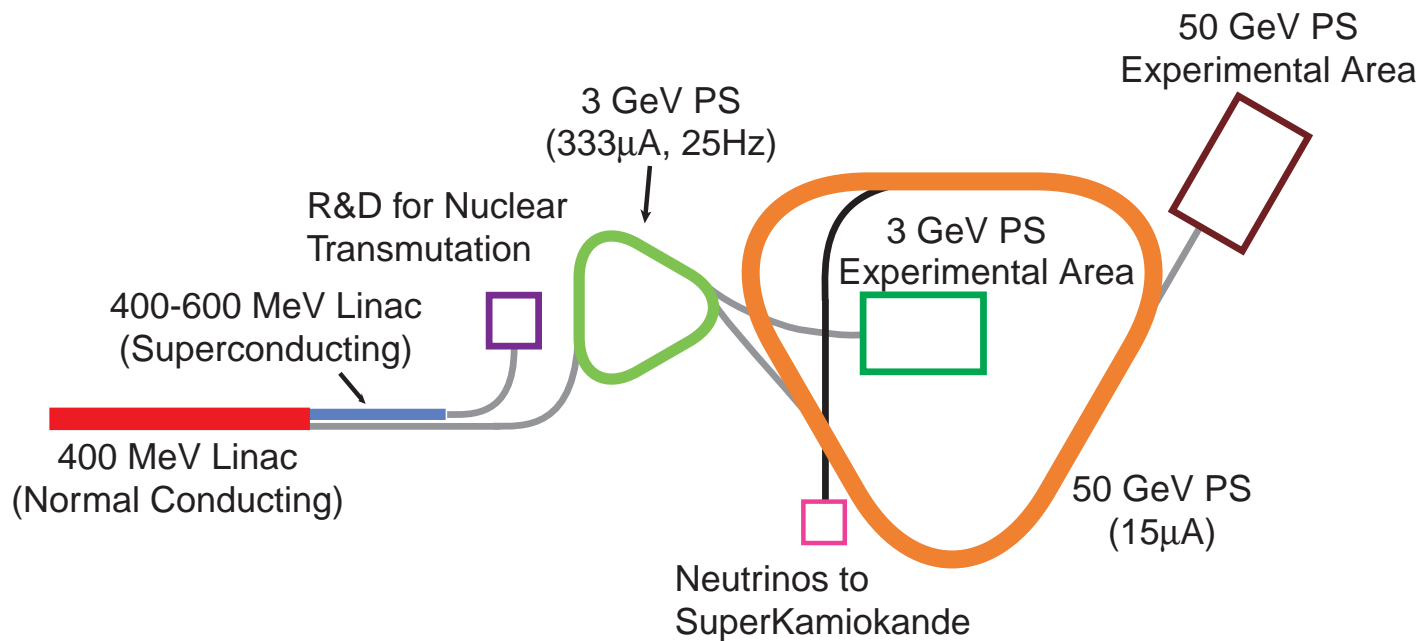 50 GeV PS
Experimental Area
3 GeV PS
(333μA, 25Hz)
R&D for Nuclear
Transmutation
3 GeV PS
Experimental Area
400-600 MeV Linac
(Superconducting)
400 MeV Linac
(Normal Conducting)
50 GeV PS
(15μA)
Neutrinos to
SuperKamiokande